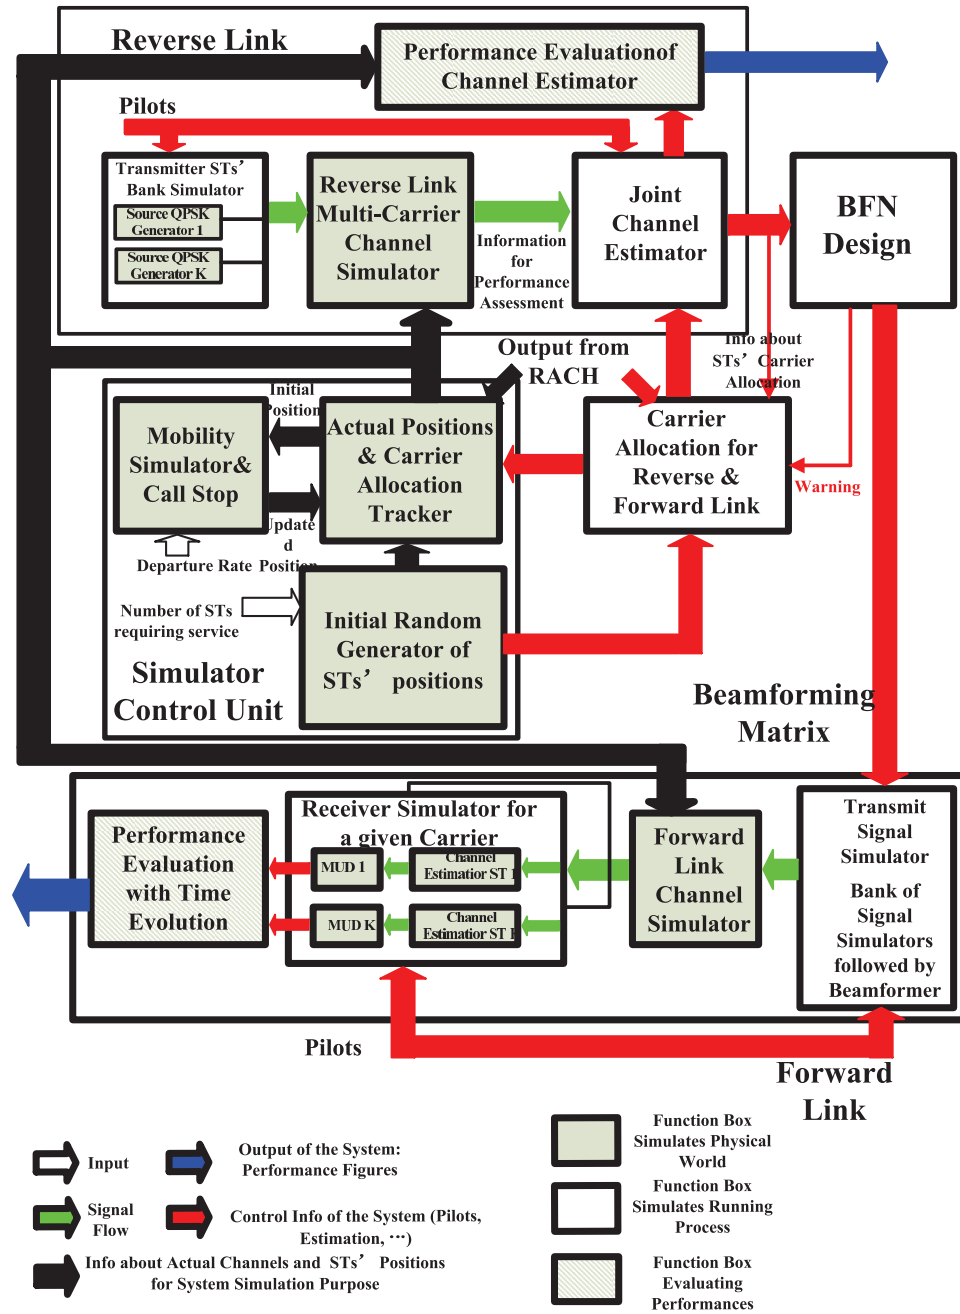 Reverse Link
Performance Evaluationof
Channel Estimator
Pilots
Transmitter STs’
Bank Simulator
Source QPSK
Generator 1
Source QPSK
Generator K
Reverse Link
Multi-Carrier
Channel
Simulator
Information
for
Performance
Assessment
Joint
Channel
Estimator
BFN
Design
Output from
RACH
Info about
STs’ Carrier
Allocation
Initial
Position
Mobility
Simulator&
Call Stop
Actual Positions
& Carrier
Allocation
Tracker
Carrier
Allocation for
Reverse &
Forward Link
Warning
Update
d
Position
Departure Rate
Number of STs
requiring service
Initial Random
Generator of
STs’ positions
Simulator
Control Unit
Beamforming
Matrix
Receiver Simulator for
a given Carrier
Performance
Evaluation
with Time
Evolution
MUD 1
Channel
Estimatior ST 1
MUD K
Channel
Estimatior ST K
Forward
Link
Channel
Simulator
Transmit
Signal
Simulator
Bank of
Signal
Simulators
followed by
Beamformer
Pilots
Forward
Link
Input
Output of the System:
Performance Figures
Signal
Flow
Control Info of the System (Pilots,
Estimation, ···)
Info about Actual Channels and STs’ Positions
for System Simulation Purpose
Function Box
Simulates Physical
World
Function Box
Simulates Running
Process
Function Box
Evaluating
Performances